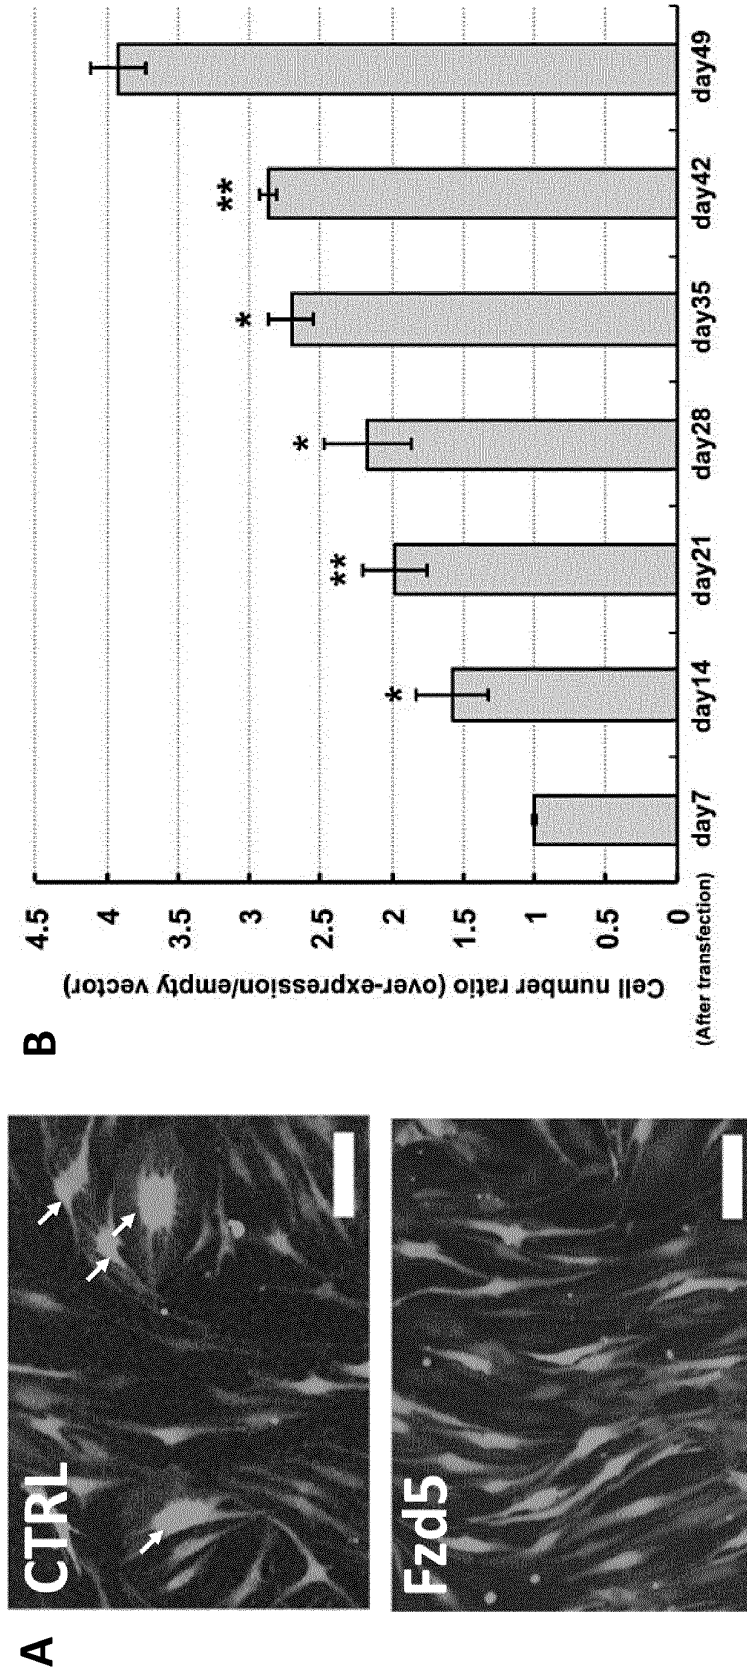 A
CTRL
Fzd5
B
Cell number ratio (over-expression/empty vector)
4.5
4
3.5
3
2.5
2
1.5
1
0.5
0
*
**
*
*
**
(After transfection)
day7
day14
day21
day28
day35
day42
day49